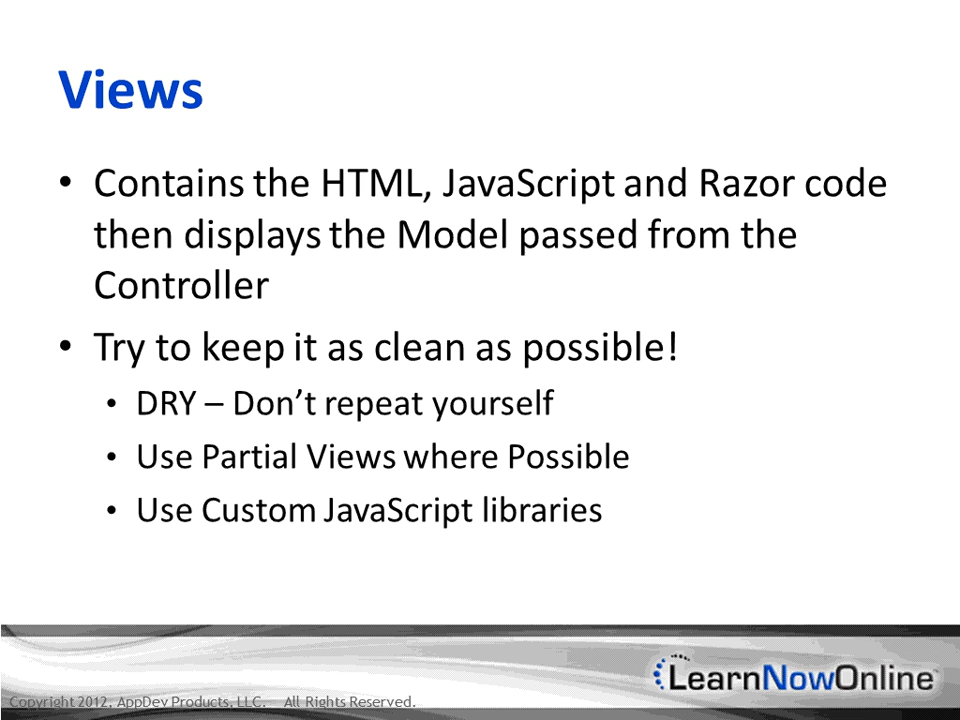 Views
• Contains the HTML, JavaScript and Razor code
then displays the Model passed from the
Controller
• Try to keep it as clean as possible!
• DRY – Don’t repeat yourself
• Use Partial Views where Possible
• Use Custom JavaScript libraries
LearnNowOnline
Copyright 2012, AppDev Products, LLC. All Rights Reserved.